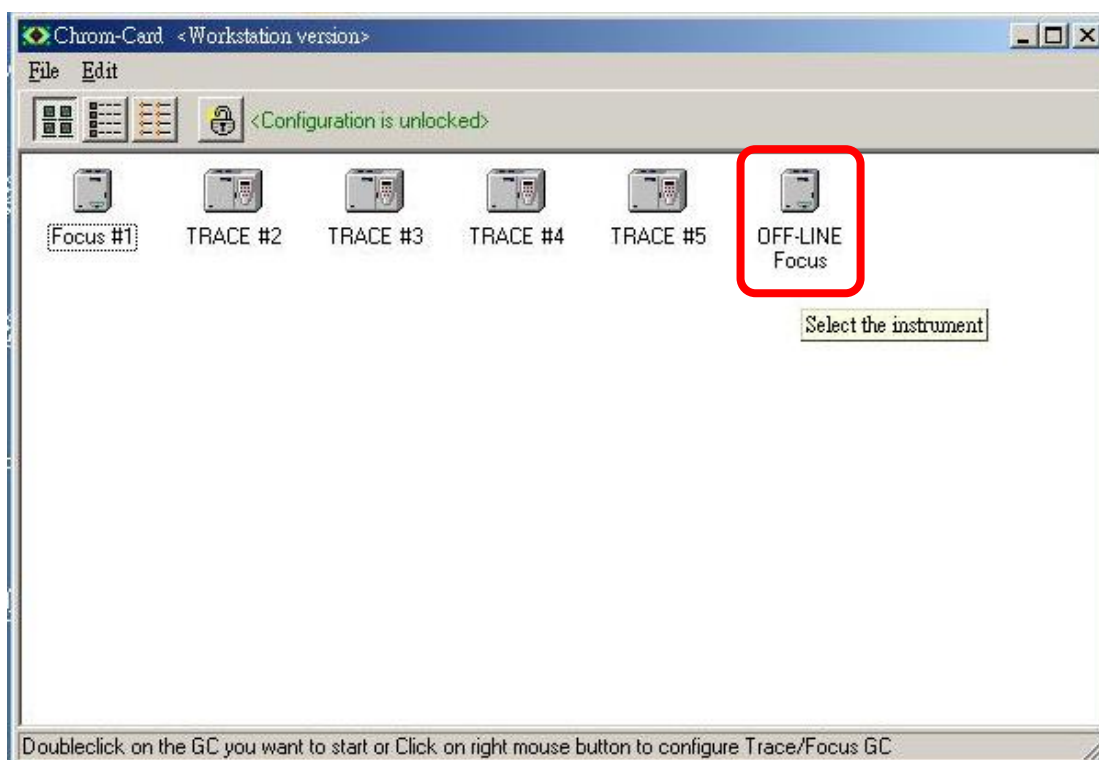 Chrom-Card <Workstation version>
File Edit
<Configuration is unlocked>
Focus #1 TRACE #2 TRACE #3 TRACE #4 TRACE #5 OFF-LINE
Focus
Select the instrument
Doubleclick on the GC you want to start or Click on right mouse button to configure Trace/Focus GC